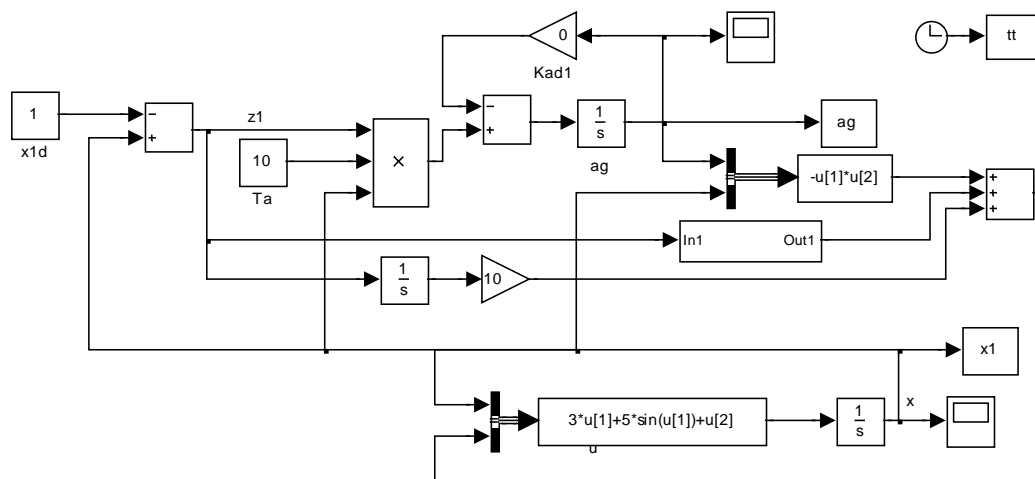 0
Kad1
tt
1
x1d
−
+
z1
10
Ta
×
−
+
1
s
ag
ag
-u[1]*u[2]
+
+
+
In1
Out1
1
s
10
x1
3*u[1]+5*sin(u[1])+u[2]
u
1
s
x